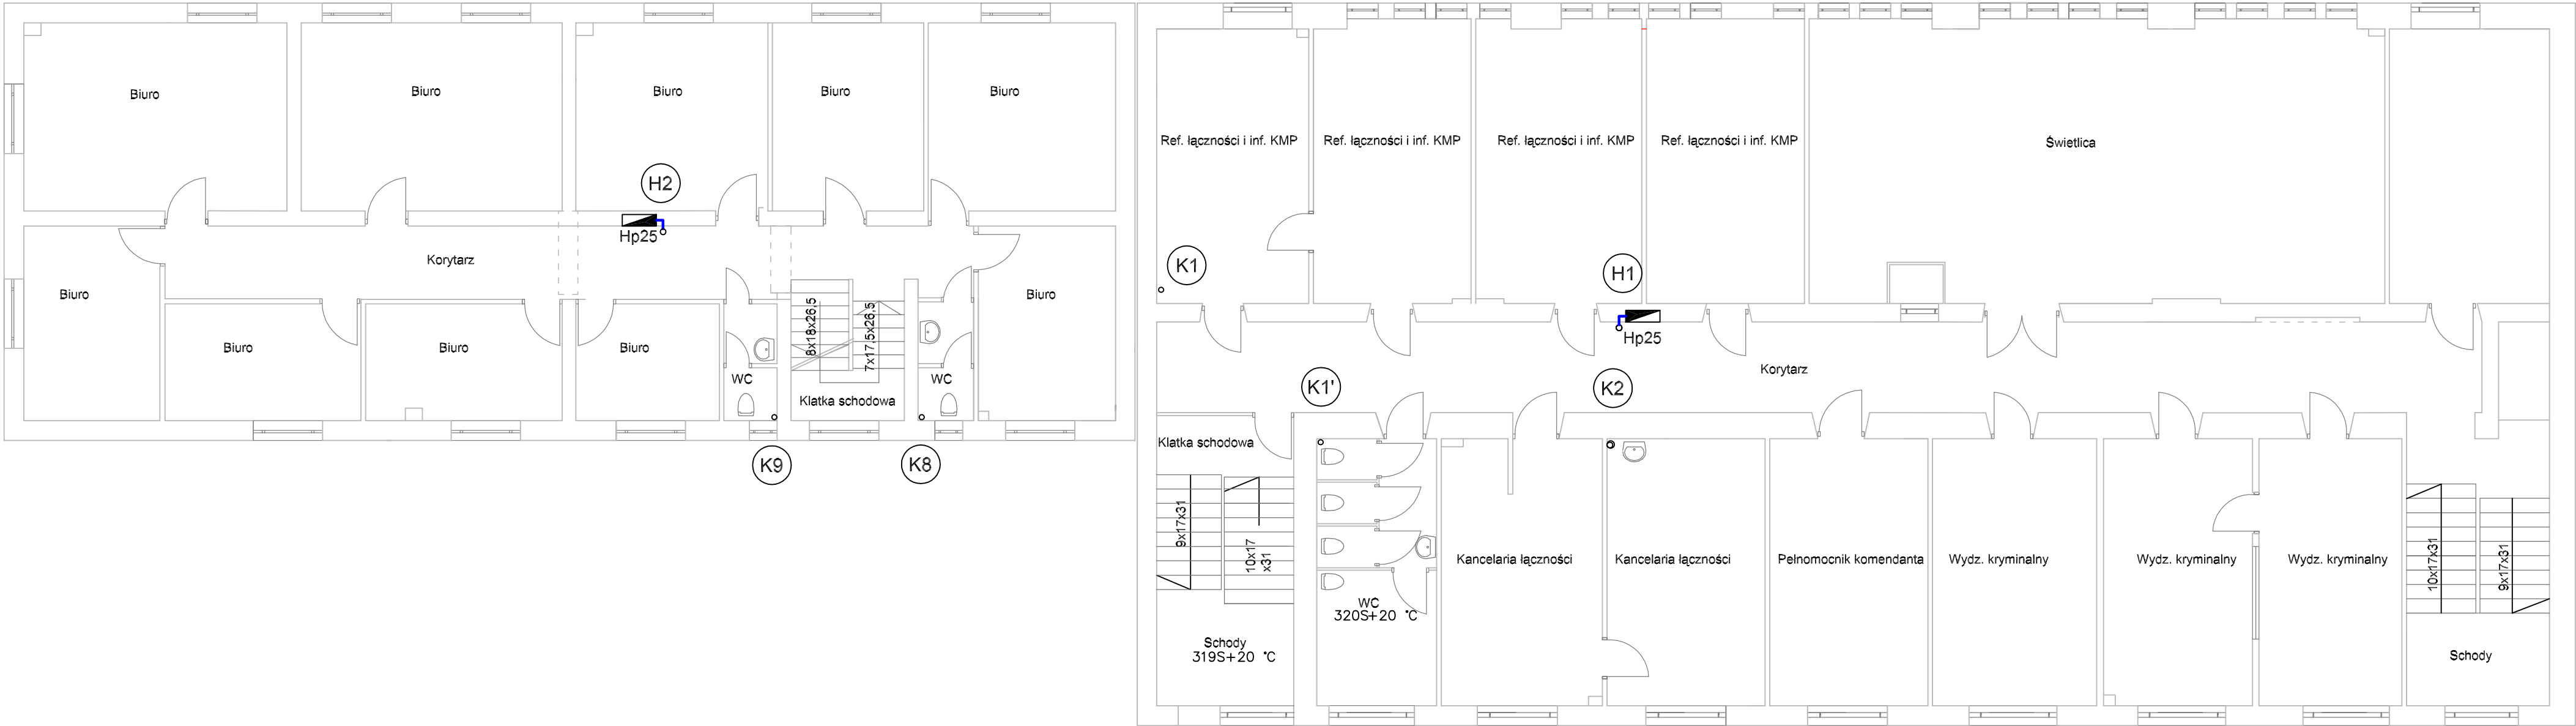 Biuro
Biuro
Biuro
Biuro
Biuro
H2
Hp25
Korytarz
Biuro
Biuro
Biuro
Biuro
Biuro
WC
8x18x26,5
7x17,5x26,5
Klatka schodowa
WC
K9
K8
Ref. łączności i inf. KMP
Ref. łączności i inf. KMP
Ref. łączności i inf. KMP
Ref. łączności i inf. KMP
Świetlica
K1
H1
Hp25
Korytarz
K1'
K2
Klatka schodowa
9x17x31
10x17
x31
Kancelaria łączności
Kancelaria łączności
Pełnomocnik komendanta
Wydz. kryminalny
Wydz. kryminalny
Wydz. kryminalny
10x17x31
9x17x31
WC
320S+20 °C
Schody
319S+20 °C
Schody